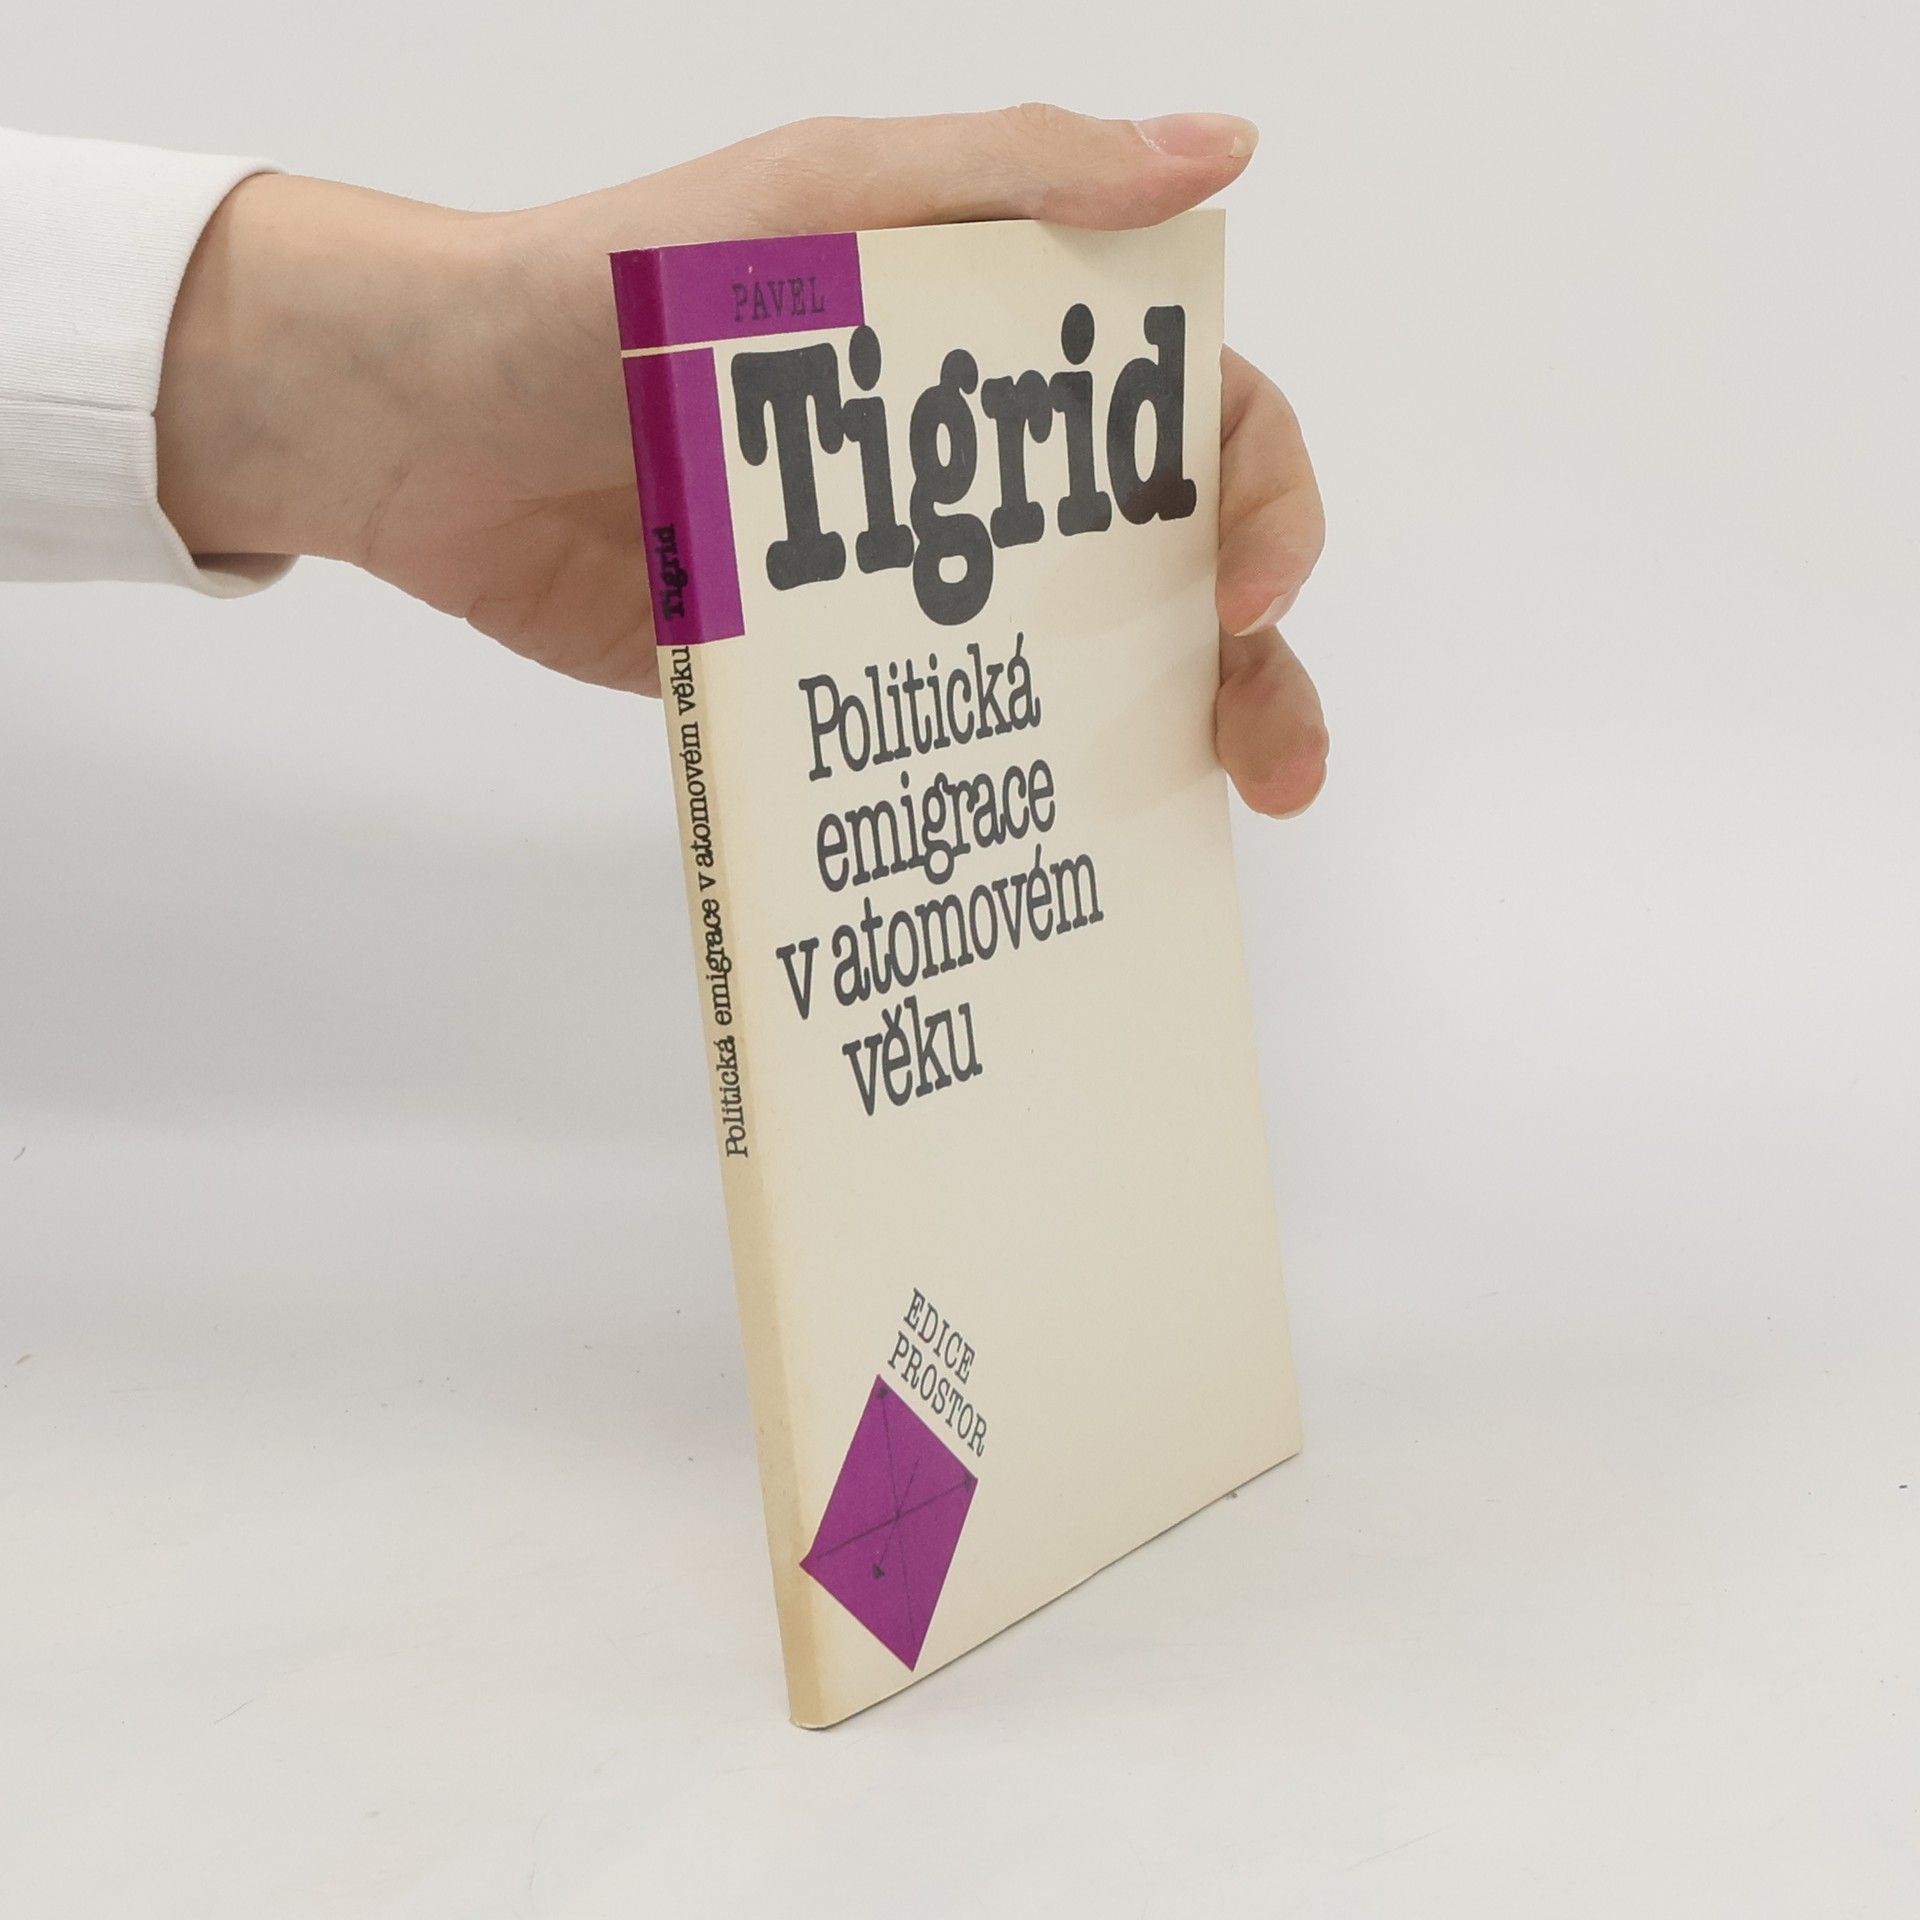 PAVEL
Tigrid
Politická
emigrace
v atomovém
věku
EDICE
PROSTOR
Politická emigrace v atomovém věku Tigrid